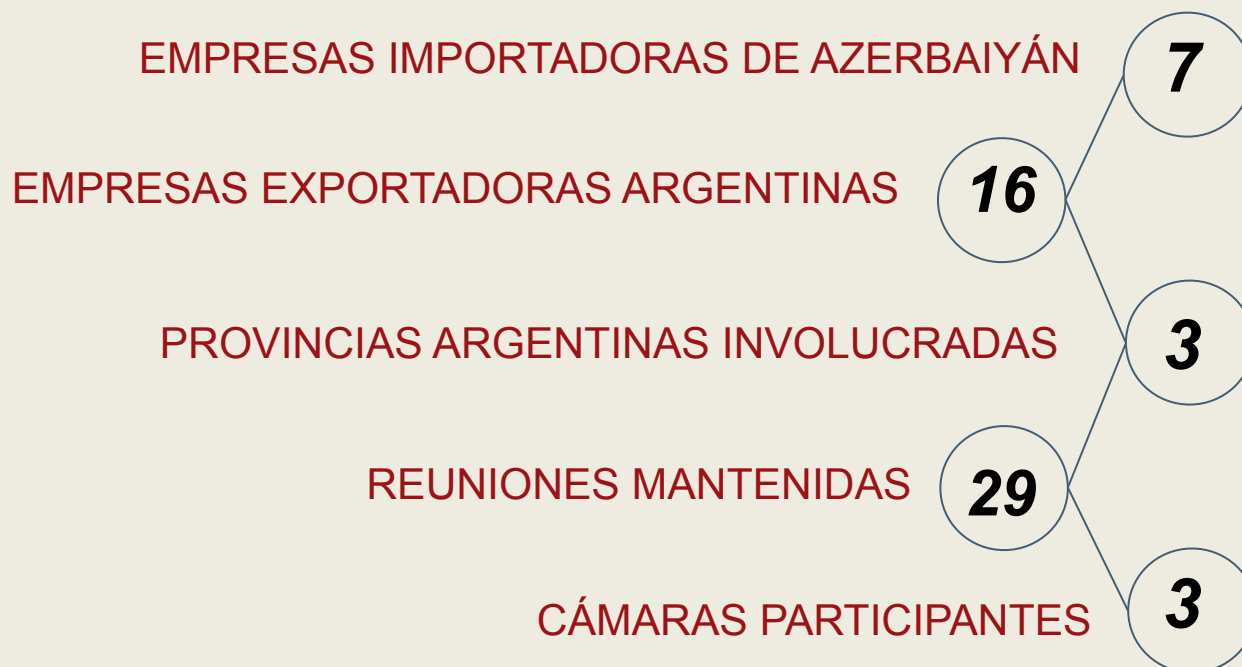 EMPRESAS IMPORTADORAS DE AZERBAIYÁN 7
EMPRESAS EXPORTADORAS ARGENTINAS 16
PROVINCIAS ARGENTINAS INVOLUCRADAS 3
REUNIONES MANTENIDAS 29
CÁMARAS PARTICIPANTES 3